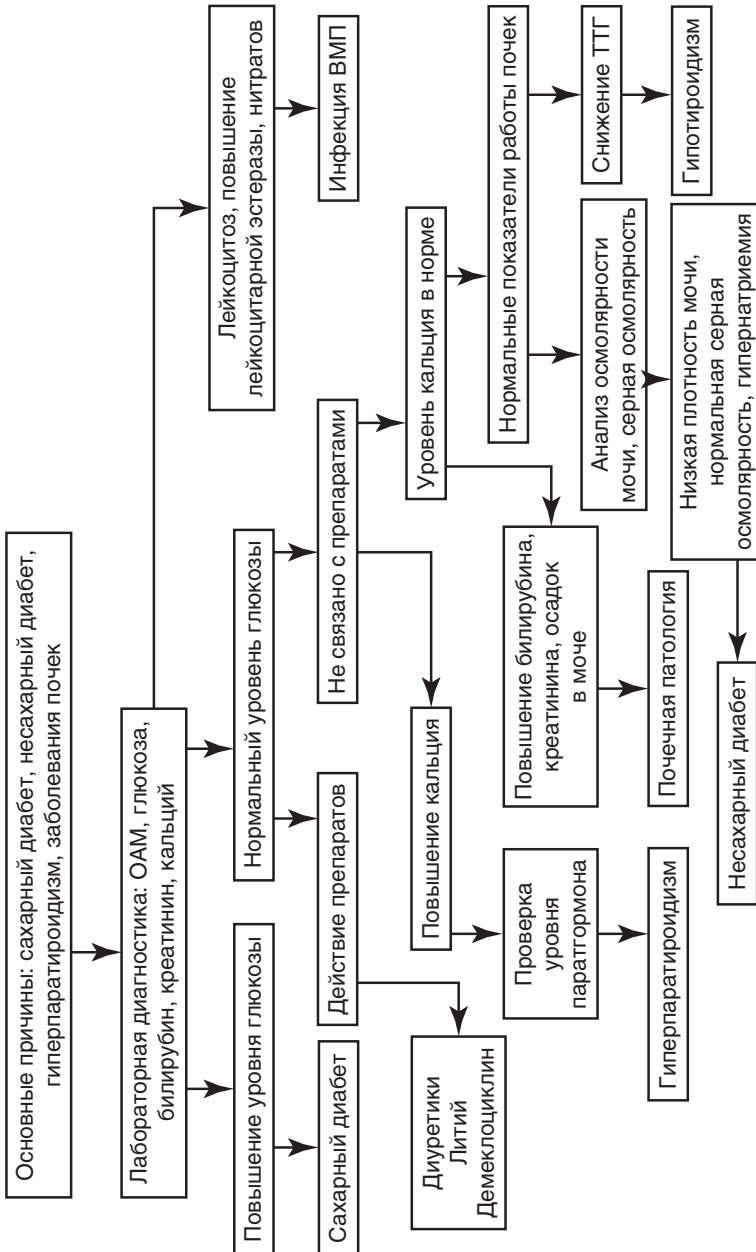 Основные причины: сахарный диабет, несахарный диабет,
гиперпаратироидизм, заболевания почек
Лабораторная диагностика: ОАМ, глюкоза,
билирубин, креатинин, кальций
Повышение уровня глюкозы
Нормальный уровень глюкозы
Лейкоцитоз, повышение
лейкоцитарной эстеразы, нитратов
Сахарный диабет
Действие препаратов
Не связано с препаратами
Инфекция ВМП
Диуретики
Литий
Демеклоциклин
Повышение кальция
Уровень кальция в норме
Проверка
уровня
паратгормона
Повышение билирубина,
креатинина, осадок
в моче
Нормальные показатели работы почек
Гиперпаратироидизм
Почечная патология
Анализ осмолярности
мочи, серная осмолярность
Снижение ТТГ
Гипотироидизм
Низкая плотность мочи,
нормальная серная
осмолярность, гипернатриемия
Несахарный диабет